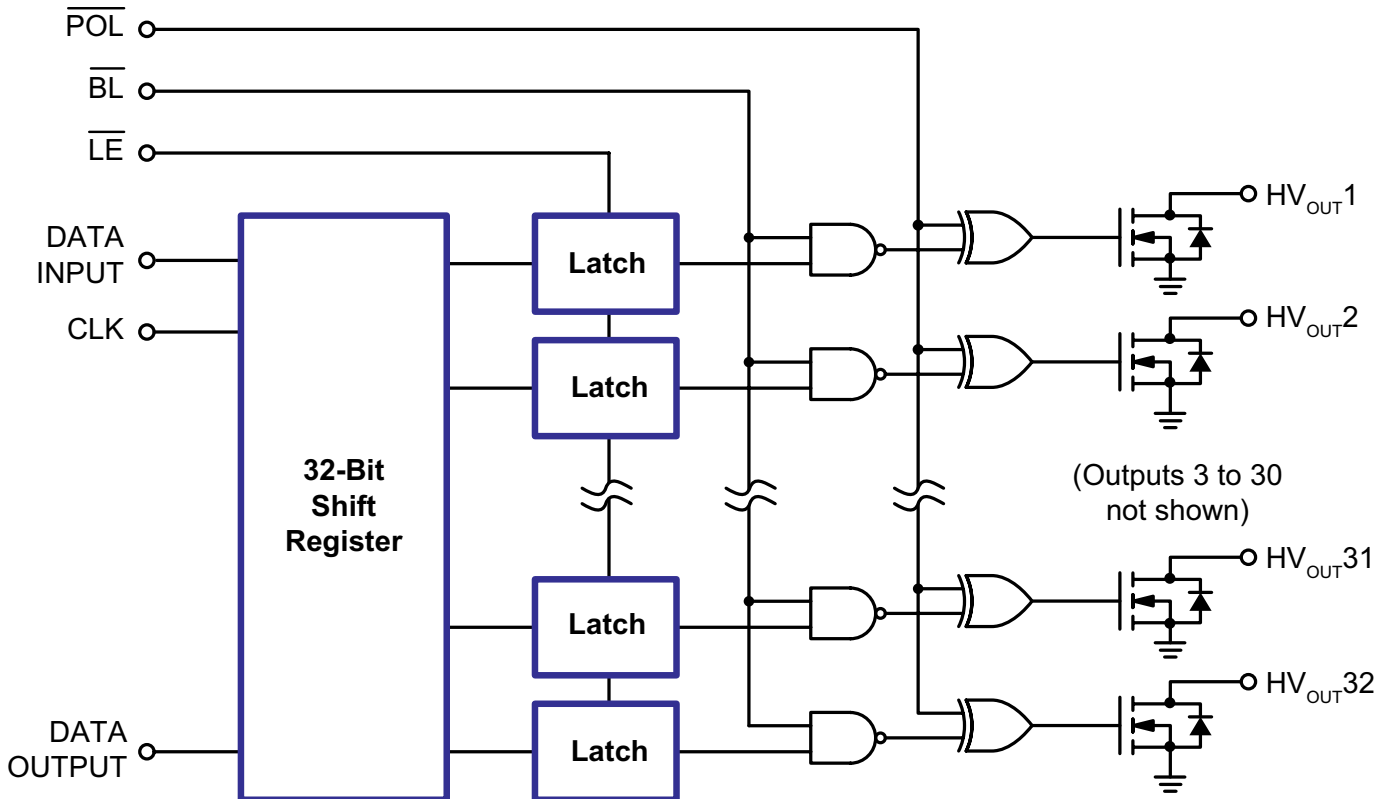 POL
BL
LE
DATA
INPUT
CLK
32-Bit
Shift
Register
DATA
OUTPUT
Latch
Latch
Latch
Latch
HVOUT1
HVOUT2
(Outputs 3 to 30
not shown)
HVOUT31
HVOUT32